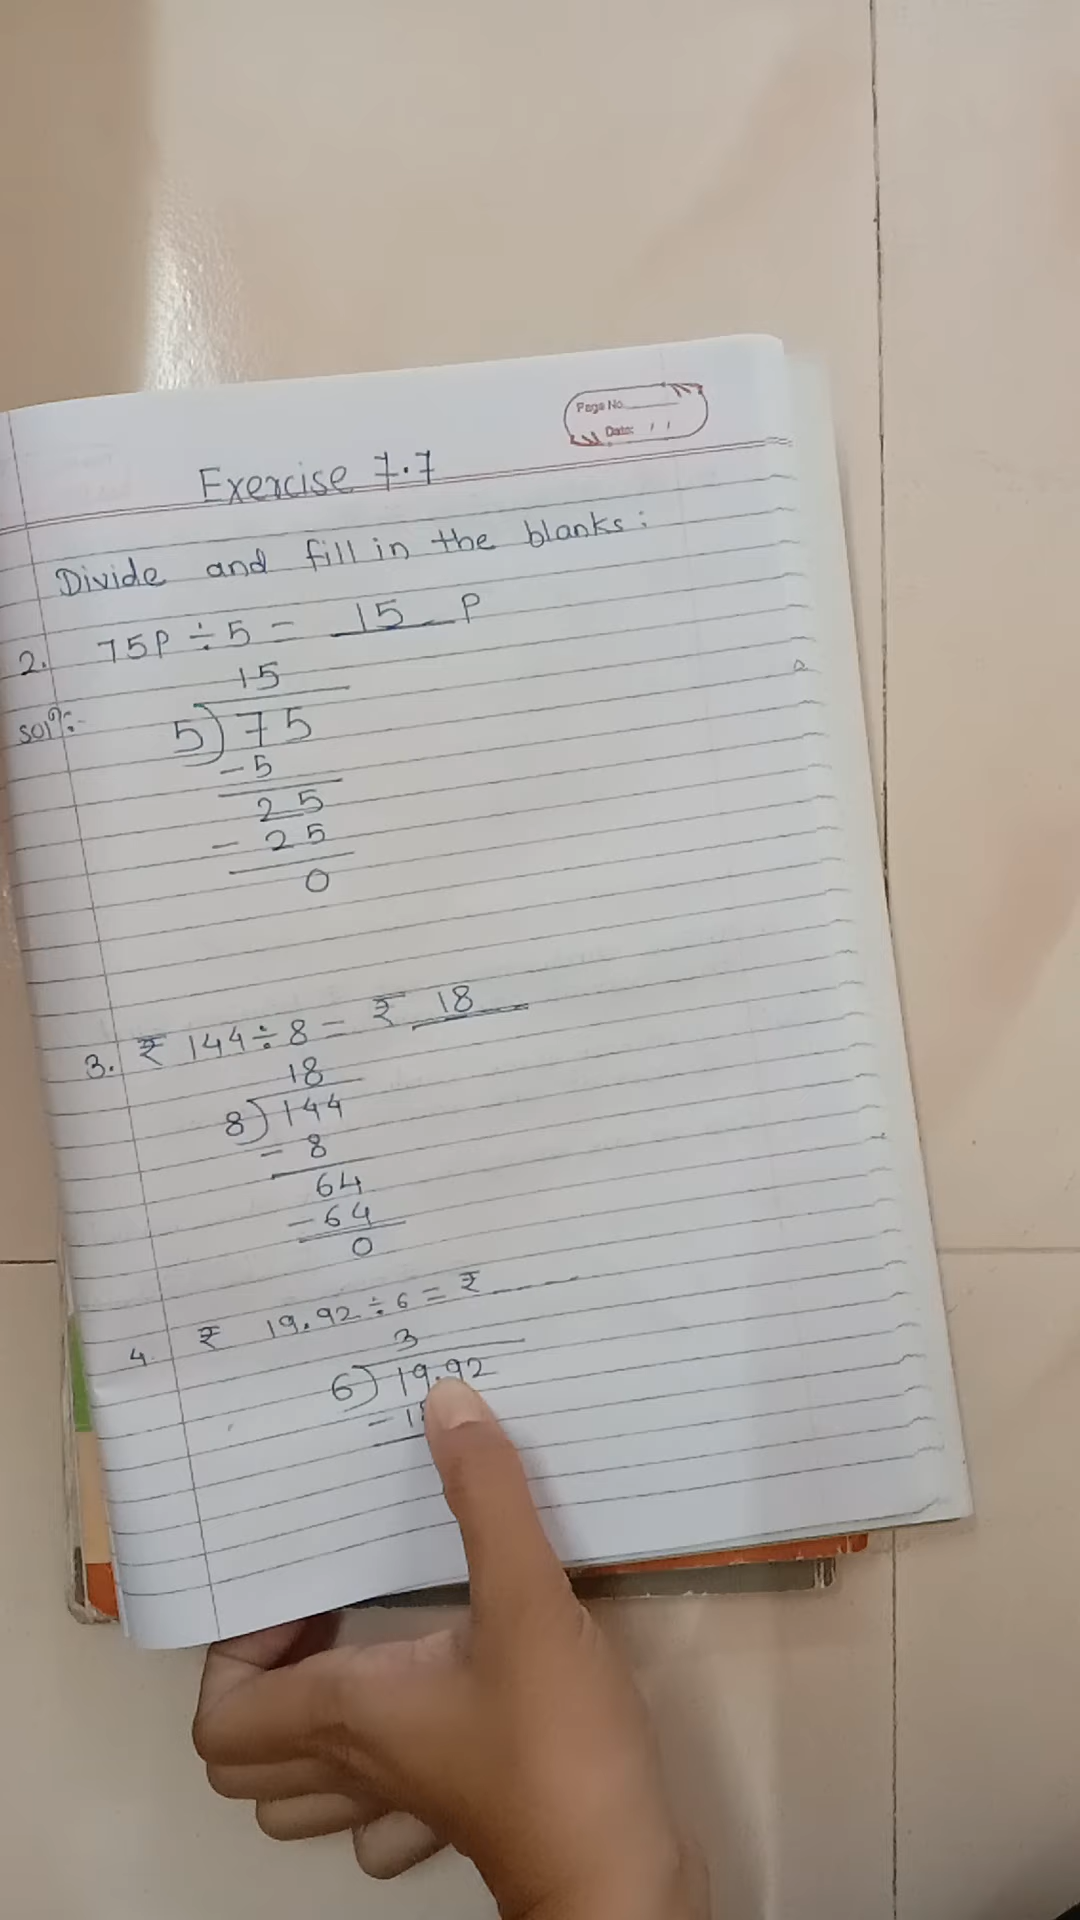 Page No.
Date: / /
Exercise 7.7
Divide and fill in the blanks:
2. 75P ÷ 5 = 15 P
15
Solⁿ:- 5) 75
-5
25
- 25
0
3. ₹ 144 ÷ 8 = ₹ 18
18
8) 144
- 8
64
- 64
0
4. ₹ 19.92 ÷ 6 = ₹
3
6) 19.92